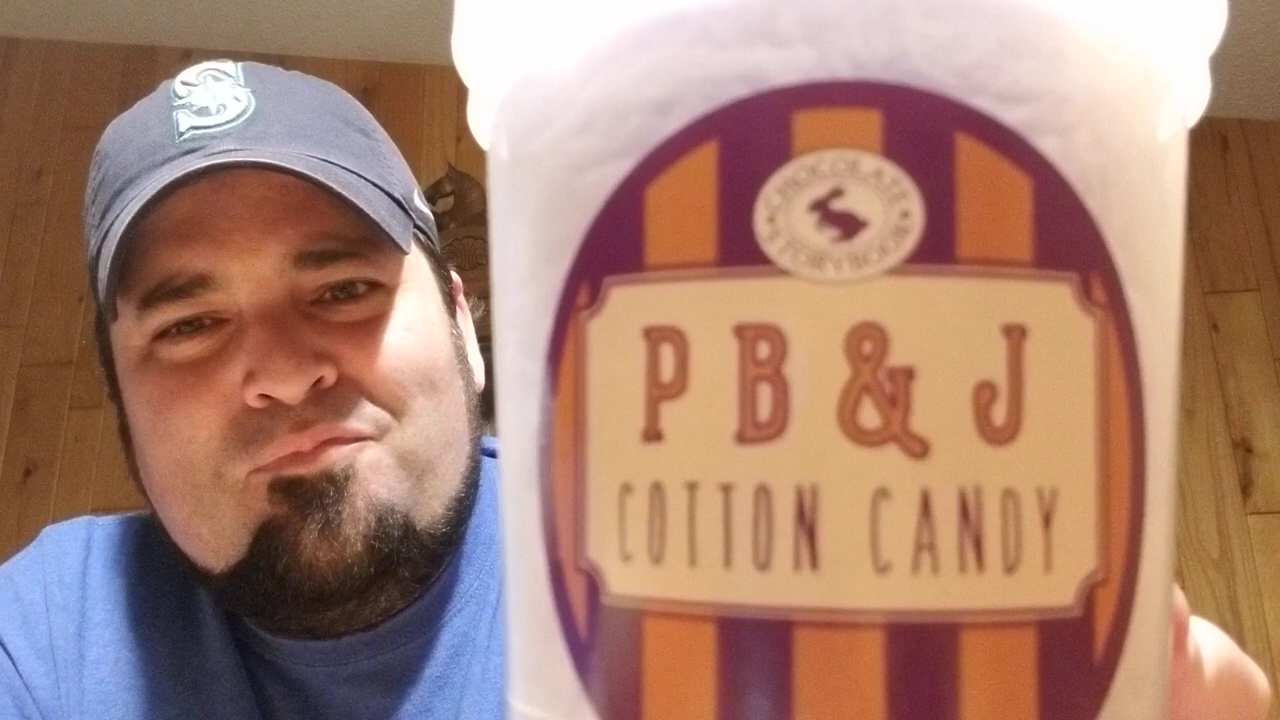 S
CHOCOLATE
STORYBOOK
PB & J
COTTON CANDY